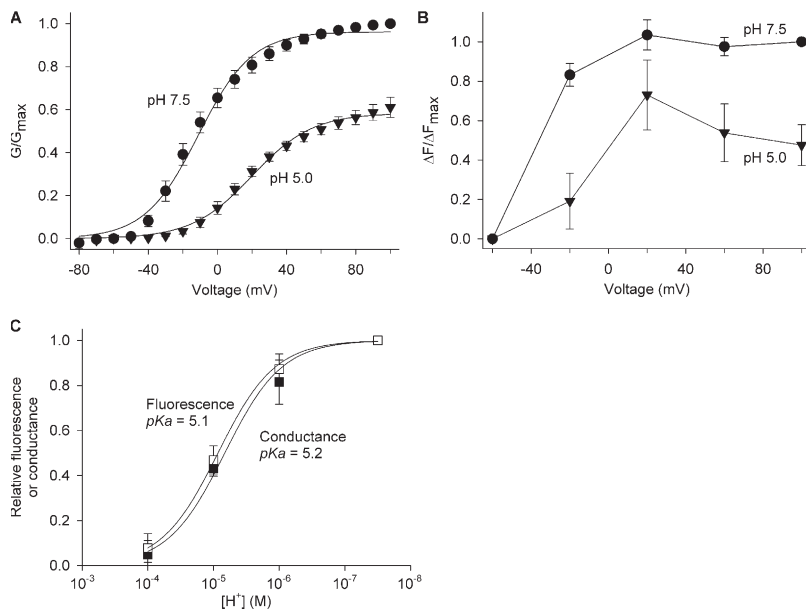 A
G/Gmax
1.0
0.8
0.6
0.4
0.2
0.0
pH 7.5
pH 5.0
-80 -40 0 40 80
Voltage (mV)
B
ΔF/ΔFmax
1.0
0.8
0.6
0.4
0.2
0.0
pH 7.5
pH 5.0
-40 0 40 80
Voltage (mV)
C
Relative fluorescence
or conductance
1.0
0.8
0.6
0.4
0.2
0.0
Fluorescence
pKa = 5.1
Conductance
pKa = 5.2
10-3 10-4 10-5 10-6 10-7 10-8
[H+] (M)